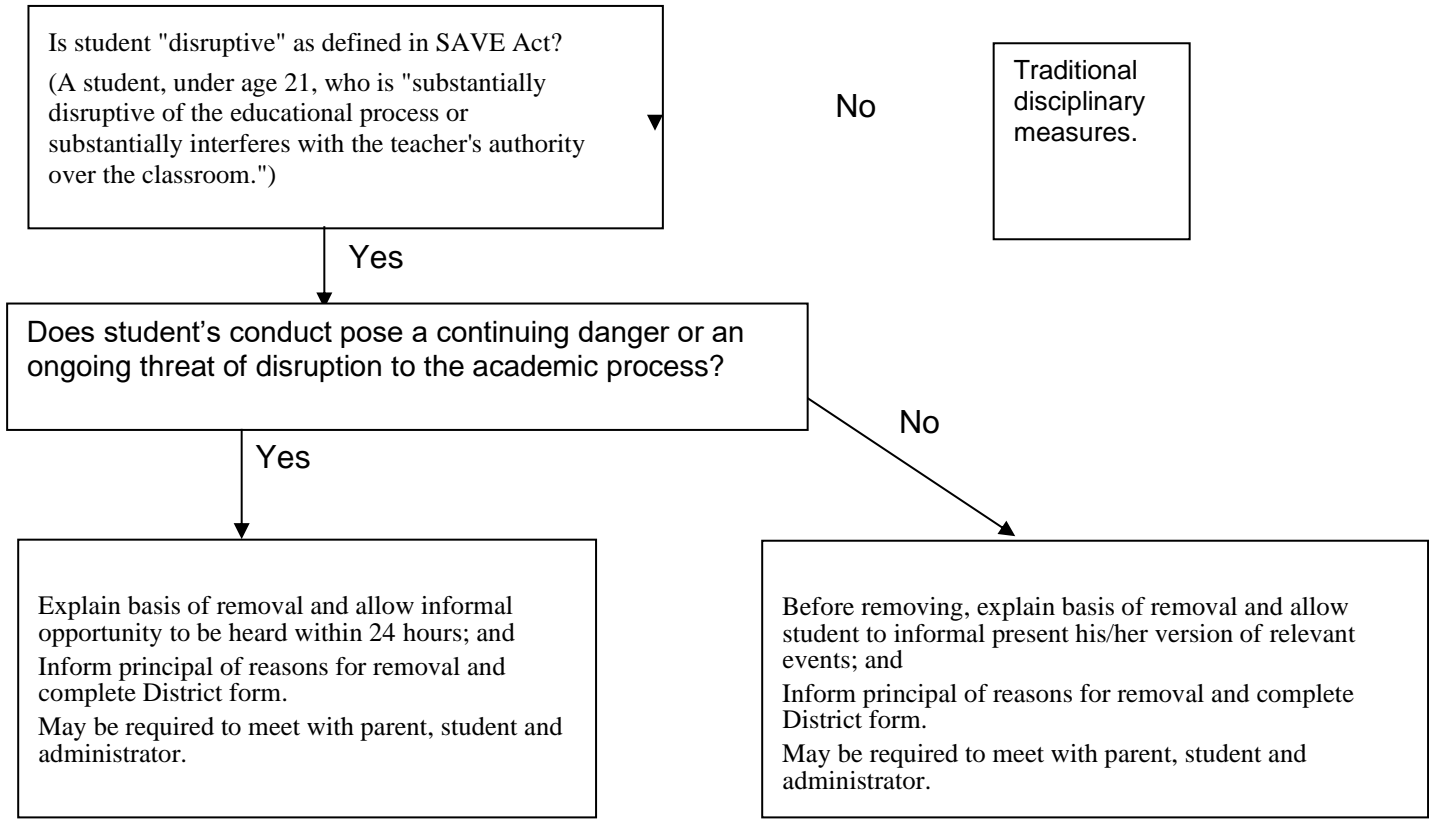 Is student "disruptive" as defined in SAVE Act?
(A student, under age 21, who is "substantially
disruptive of the educational process or
substantially interferes with the teacher's authority
over the classroom.")
No
Traditional
disciplinary
measures.
Yes
Does student’s conduct pose a continuing danger or an
ongoing threat of disruption to the academic process?
No
Yes
Explain basis of removal and allow informal
opportunity to be heard within 24 hours; and
Inform principal of reasons for removal and
complete District form.
May be required to meet with parent, student and
administrator.
Before removing, explain basis of removal and allow
student to informal present his/her version of relevant
events; and
Inform principal of reasons for removal and complete
District form.
May be required to meet with parent, student and
administrator.